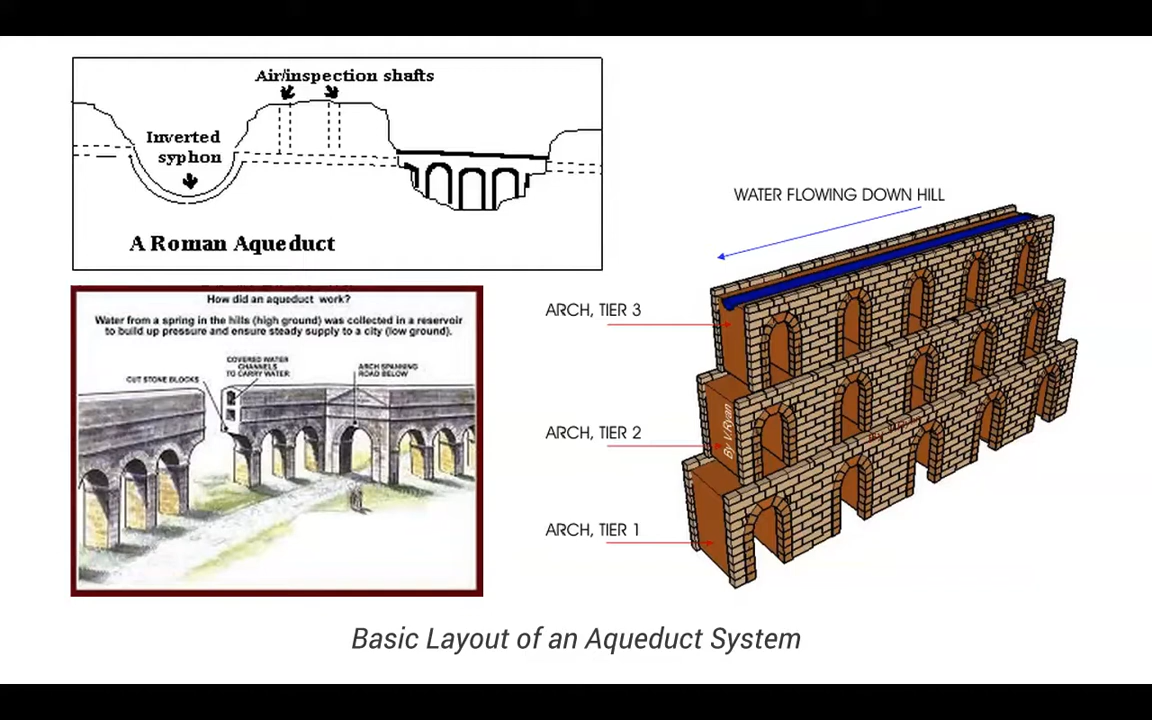 Air/inspection shafts
Inverted
syphon
A Roman Aqueduct
How did an aqueduct work?
Water from a spring in the hills (high ground) was collected in a reservoir
to build up pressure and ensure steady supply to a city (low ground).
COVERED WATER
CHANNELS
TO CARRY WATER
CUT STONE BLOCKS
ARCH SPANNING
ROAD BELOW
WATER FLOWING DOWN HILL
ARCH, TIER 3
ARCH, TIER 2
By V.Ryan
ARCH, TIER 1
Basic Layout of an Aqueduct System